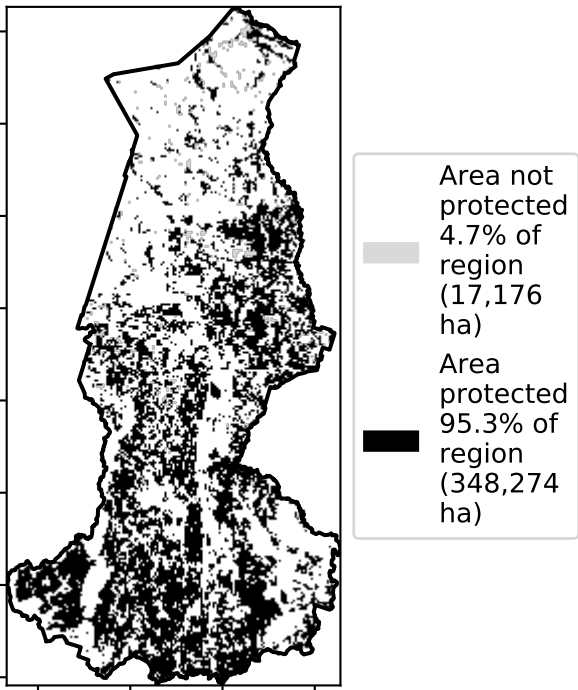 Area not
protected
4.7% of
region
(17,176
ha)
Area
protected
95.3% of
region
(348,274
ha)